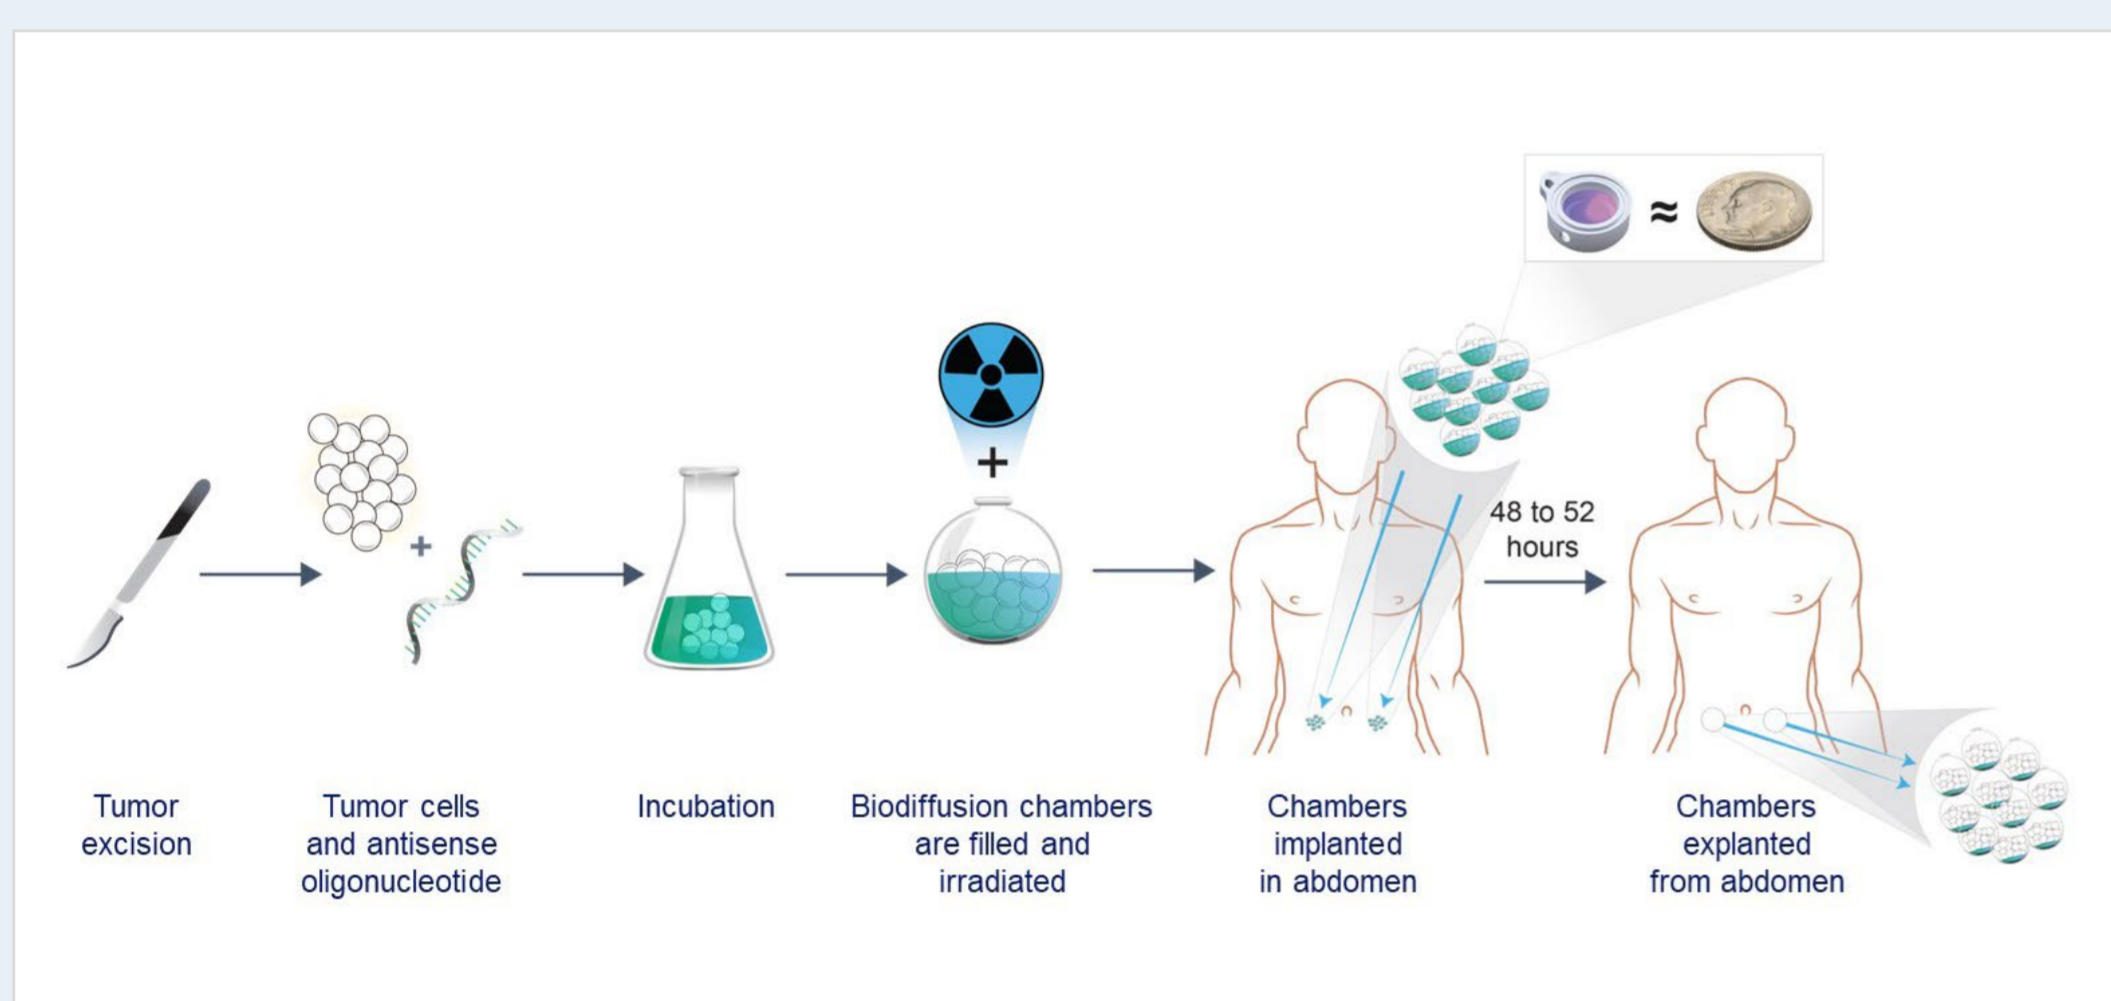 Tumor
excision
Tumor cells
and antisense
oligonucleotide
Incubation
Biodiffusion chambers
are filled and
irradiated
Chambers
implanted
in abdomen
48 to 52
hours
Chambers
explanted
from abdomen